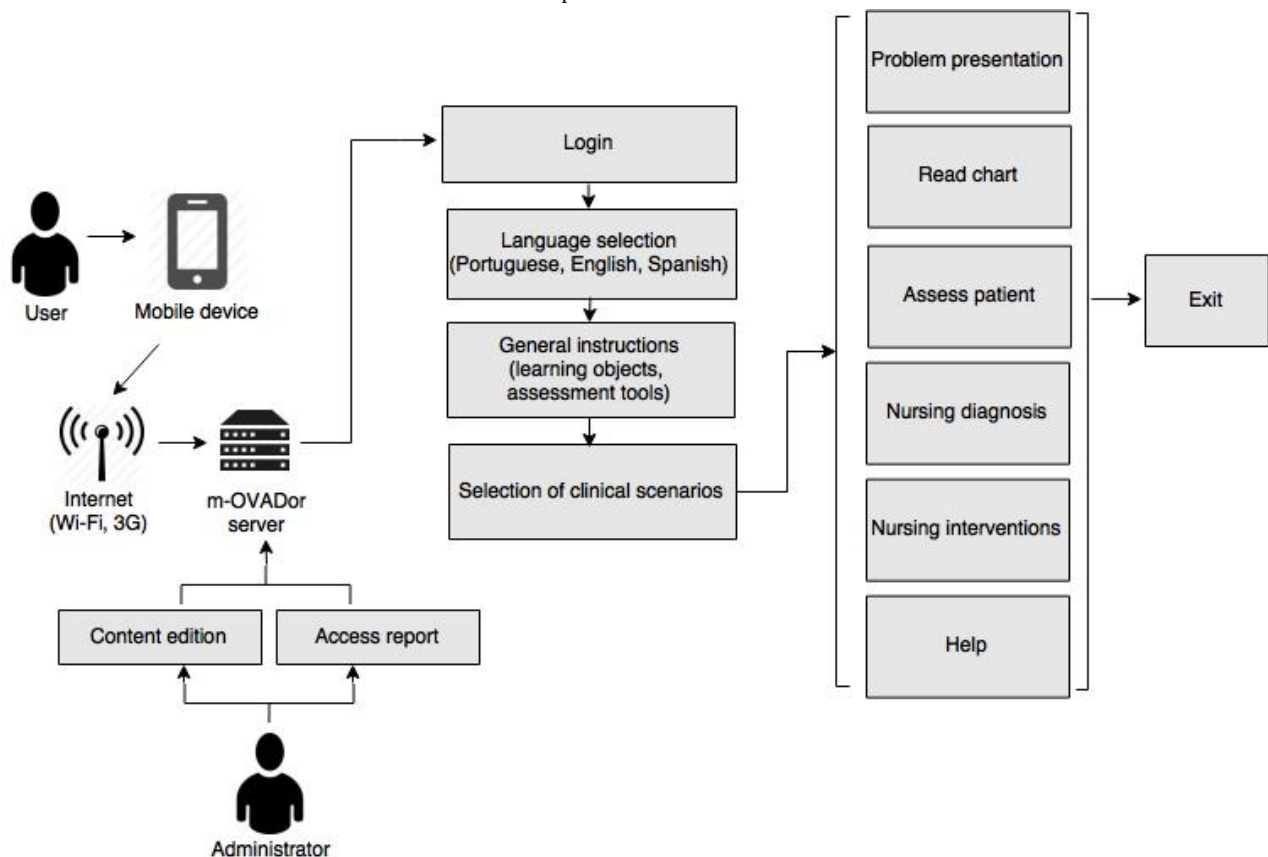 User
Mobile device
Internet
(Wi-Fi, 3G)
m-OVADor
server
Content edition
Access report
Administrator
Login
Language selection
(Portuguese, English, Spanish)
General instructions
(learning objects,
assessment tools)
Selection of clinical scenarios
Problem presentation
Read chart
Assess patient
Nursing diagnosis
Nursing interventions
Help
Exit